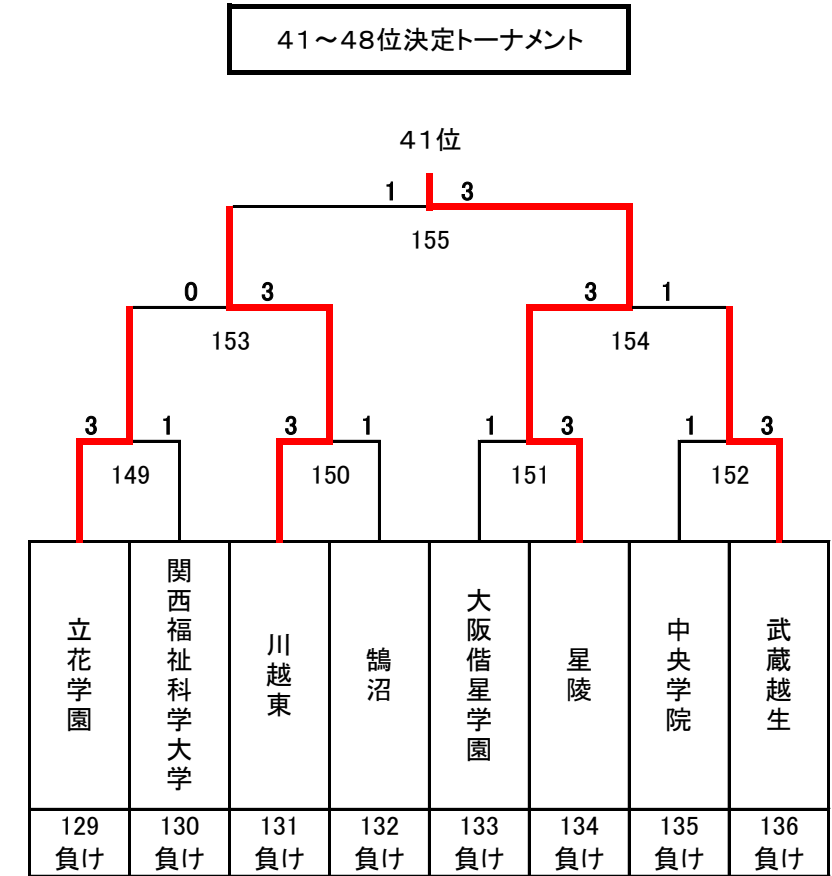 41～48位決定トーナメント
41位
1 3
155
0 3 3 1
153 154
3 1 3 1 1 3 1 3
149 150 151 152
立花学園
関西福祉科学大学
川越東
鵠沼
大阪偕星学園
星陵
中央学院
武蔵越生
129 130 131 132 133 134 135 136
負け 負け 負け 負け 負け 負け 負け 負け